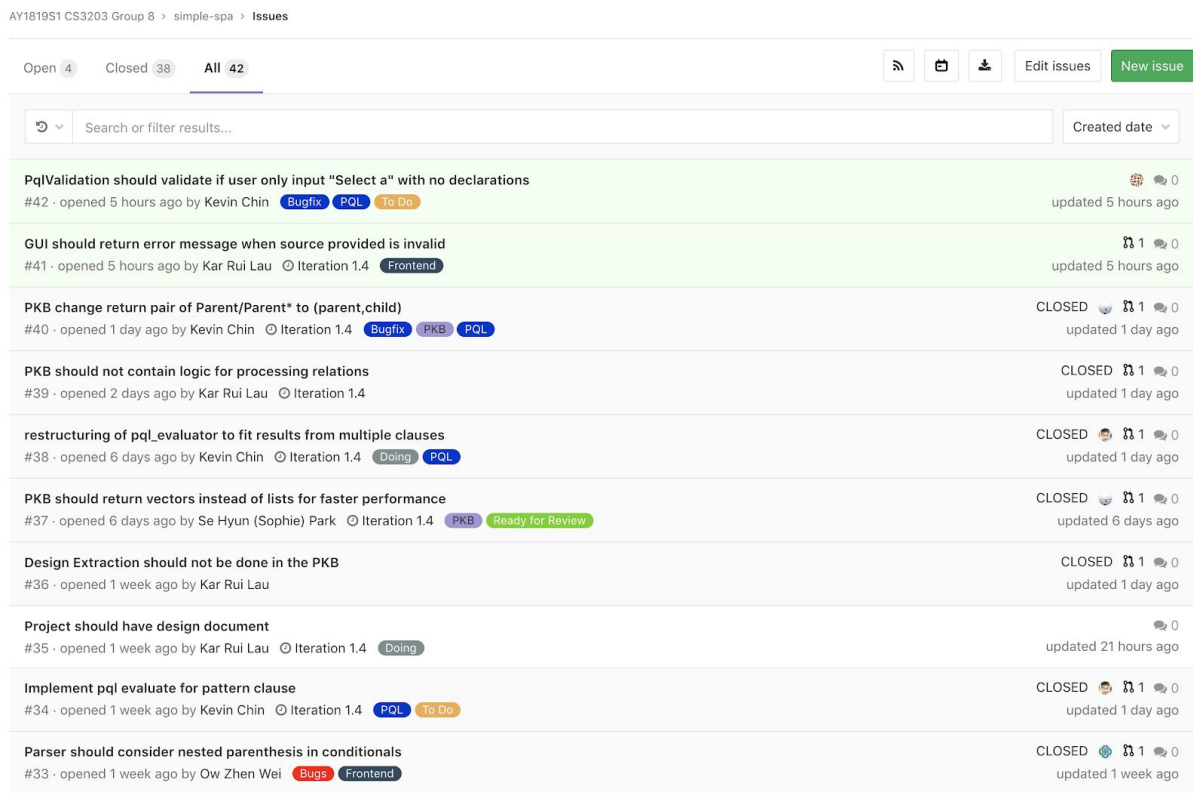 AY1819S1 CS3203 Group 8 › simple-spa › Issues
Open 4 Closed 38 All 42 Edit issues New issue
Search or filter results... Created date
PqlValidation should validate if user only input "Select a" with no declarations 0
#42 · opened 5 hours ago by Kevin Chin Bugfix PQL To Do updated 5 hours ago
GUI should return error message when source provided is invalid 1 0
#41 · opened 5 hours ago by Kar Rui Lau Iteration 1.4 Frontend updated 5 hours ago
PKB change return pair of Parent/Parent* to (parent,child) CLOSED 1 0
#40 · opened 1 day ago by Kevin Chin Iteration 1.4 Bugfix PKB PQL updated 1 day ago
PKB should not contain logic for processing relations CLOSED 1 0
#39 · opened 2 days ago by Kar Rui Lau Iteration 1.4 updated 1 day ago
restructuring of pql_evaluator to fit results from multiple clauses CLOSED 1 0
#38 · opened 6 days ago by Kevin Chin Iteration 1.4 Doing PQL updated 1 day ago
PKB should return vectors instead of lists for faster performance CLOSED 1 0
#37 · opened 6 days ago by Se Hyun (Sophie) Park Iteration 1.4 PKB Ready for Review updated 6 days ago
Design Extraction should not be done in the PKB CLOSED 1 0
#36 · opened 1 week ago by Kar Rui Lau updated 1 day ago
Project should have design document 0
#35 · opened 1 week ago by Kar Rui Lau Iteration 1.4 Doing updated 21 hours ago
Implement pql evaluate for pattern clause CLOSED 1 0
#34 · opened 1 week ago by Kevin Chin Iteration 1.4 PQL To Do updated 1 day ago
Parser should consider nested parenthesis in conditionals CLOSED 1 0
#33 · opened 1 week ago by Ow Zhen Wei Bugs Frontend updated 1 week ago